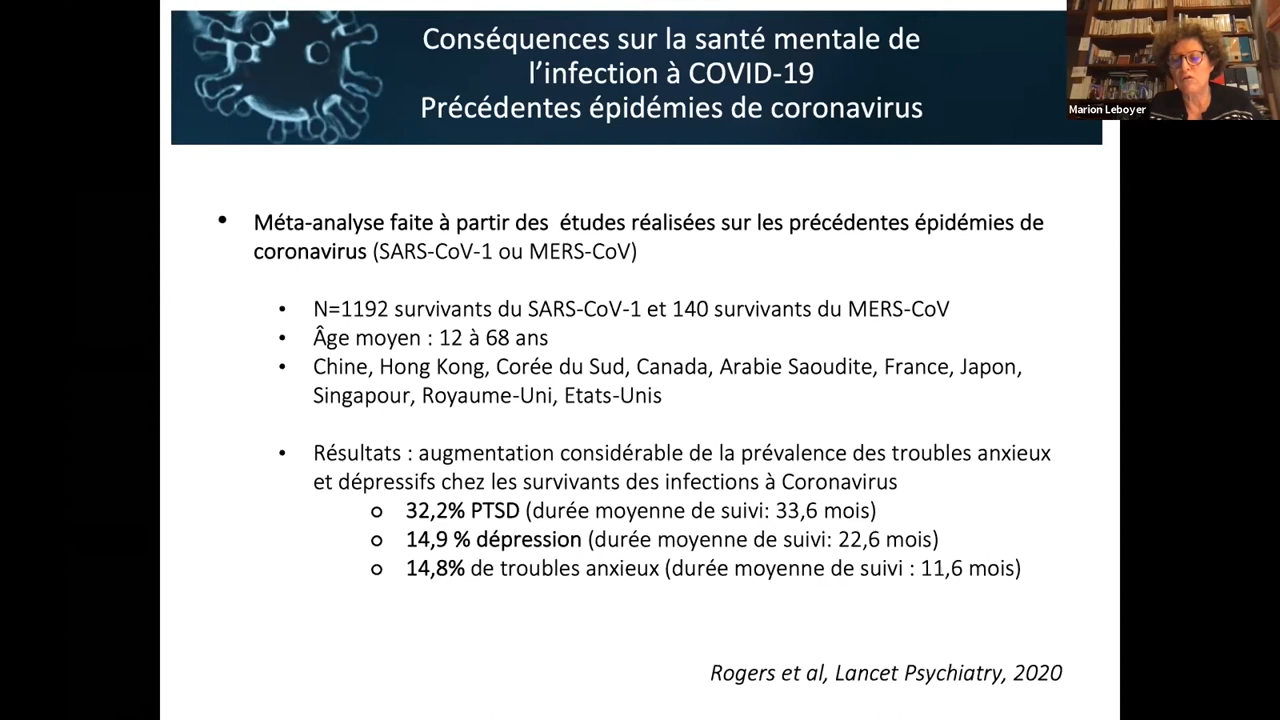 Conséquences sur la santé mentale de
l'infection à COVID-19
Précédentes épidémies de coronavirus
Marion Leboyer
• Méta-analyse faite à partir des études réalisées sur les précédentes épidémies de
coronavirus (SARS-CoV-1 ou MERS-CoV)
• N=1192 survivants du SARS-CoV-1 et 140 survivants du MERS-CoV
• Âge moyen : 12 à 68 ans
• Chine, Hong Kong, Corée du Sud, Canada, Arabie Saoudite, France, Japon,
Singapour, Royaume-Uni, Etats-Unis
• Résultats : augmentation considérable de la prévalence des troubles anxieux
et dépressifs chez les survivants des infections à Coronavirus
o 32,2% PTSD (durée moyenne de suivi: 33,6 mois)
o 14,9 % dépression (durée moyenne de suivi: 22,6 mois)
o 14,8% de troubles anxieux (durée moyenne de suivi : 11,6 mois)
Rogers et al, Lancet Psychiatry, 2020